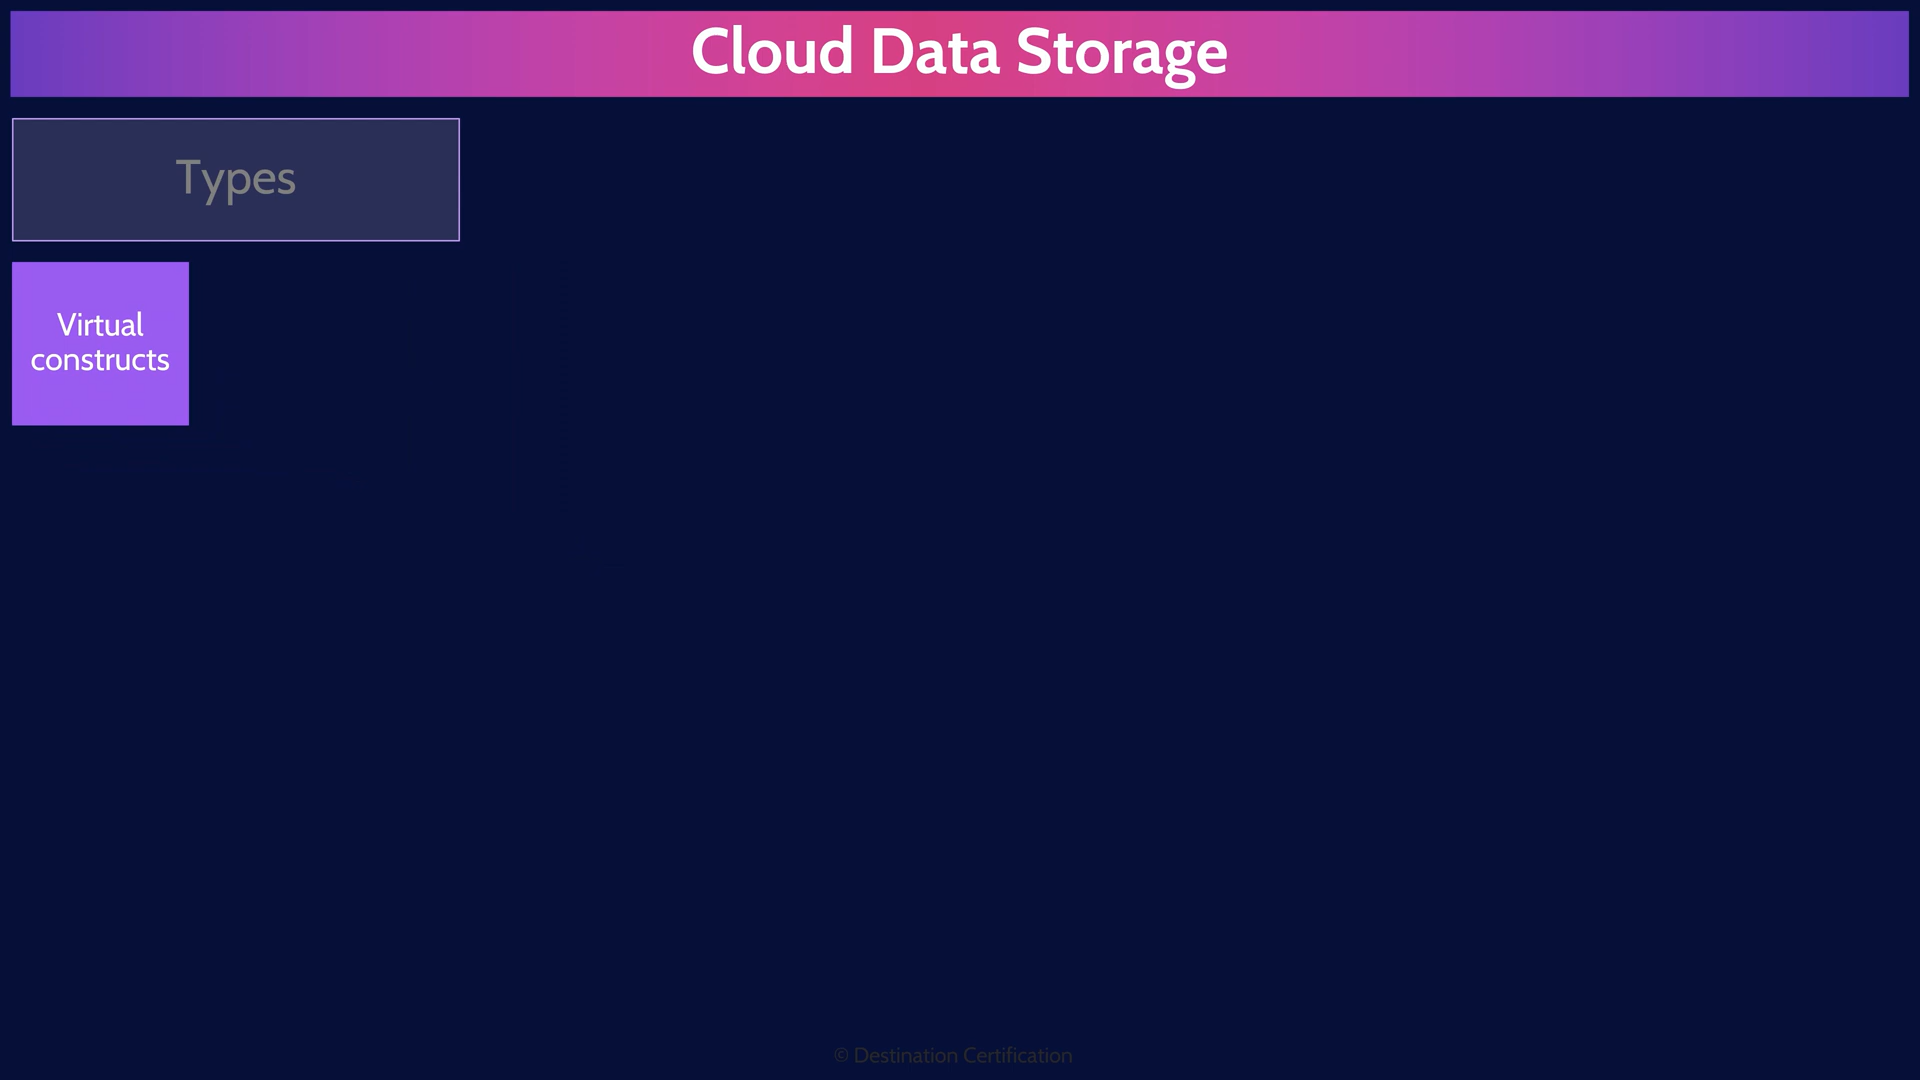 Cloud Data Storage
Types
Virtual
constructs
© Destination Certification